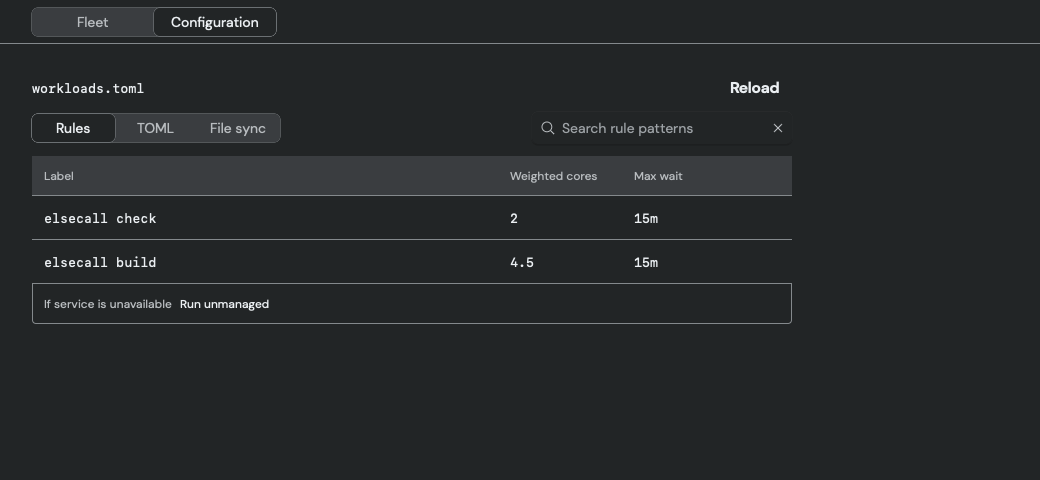 Fleet Configuration
workloads.toml Reload
Rules TOML File sync Search rule patterns
Label Weighted cores Max wait
elsecall check 2 15m
elsecall build 4.5 15m
If service is unavailable Run unmanaged